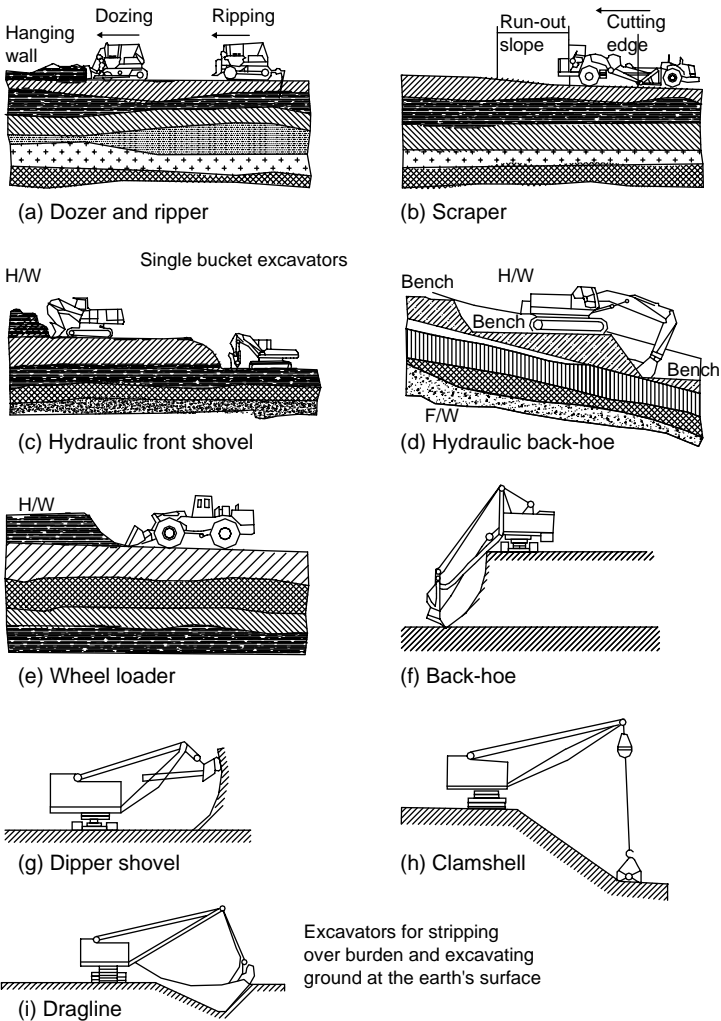 Dozing
Ripping
Hanging
wall
(a) Dozer and ripper
Run-out
slope
Cutting
edge
(b) Scraper
Single bucket excavators
H/W
(c) Hydraulic front shovel
Bench
H/W
Bench
Bench
F/W
(d) Hydraulic back-hoe
H/W
(e) Wheel loader
(f) Back-hoe
(g) Dipper shovel
(h) Clamshell
(i) Dragline
Excavators for stripping
over burden and excavating
ground at the earth's surface